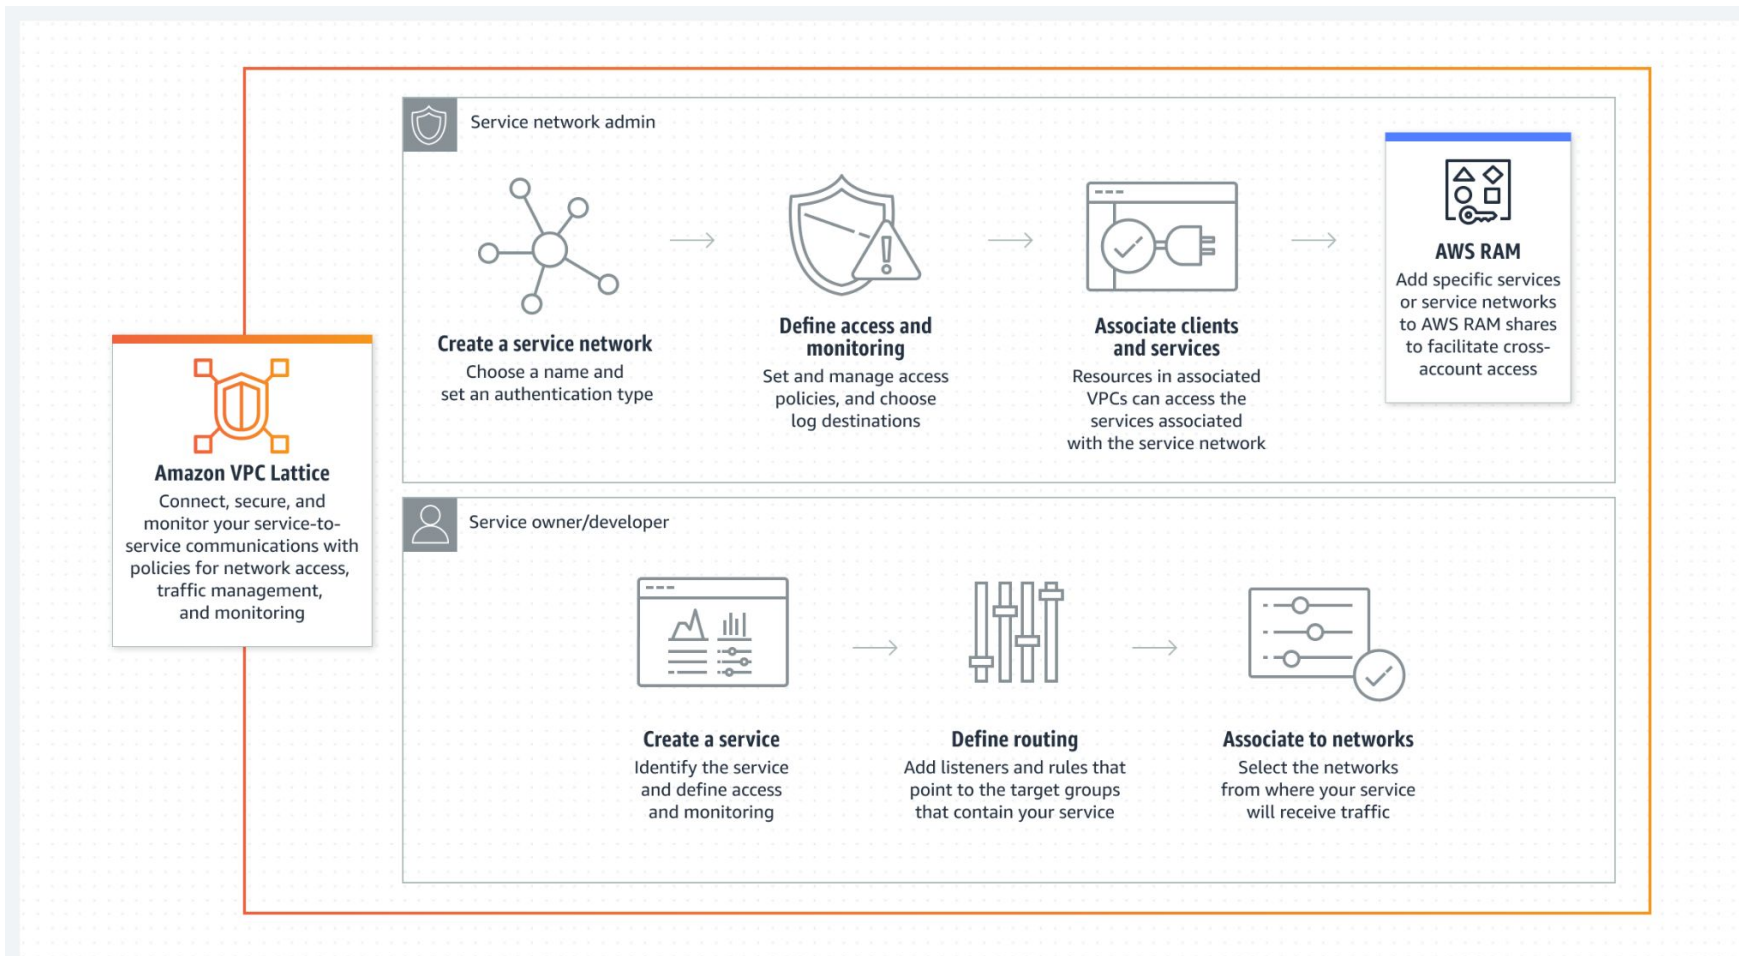 Service network admin
Create a service network
Choose a name and
set an authentication type
Define access and
monitoring
Set and manage access
policies, and choose
log destinations
Associate clients
and services
Resources in associated
VPCs can access the
services associated
with the service network
AWS RAM
Add specific services
or service networks
to AWS RAM shares
to facilitate cross-
account access
Amazon VPC Lattice
Connect, secure, and
monitor your service-to-
service communications with
policies for network access,
traffic management,
and monitoring
Service owner/developer
Create a service
Identify the service
and define access
and monitoring
Define routing
Add listeners and rules that
point to the target groups
that contain your service
Associate to networks
Select the networks
from where your service
will receive traffic